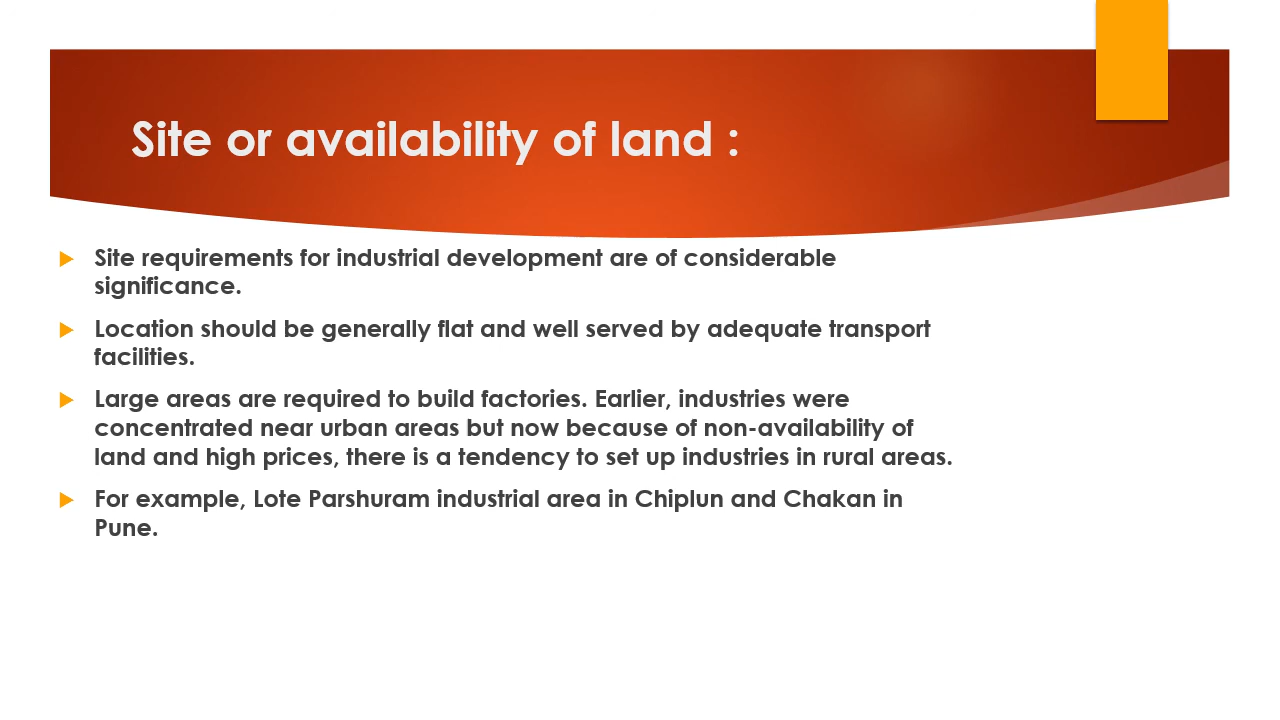 Site or availability of land :
Site requirements for industrial development are of considerable
significance.
Location should be generally flat and well served by adequate transport
facilities.
Large areas are required to build factories. Earlier, industries were
concentrated near urban areas but now because of non-availability of
land and high prices, there is a tendency to set up industries in rural areas.
For example, Lote Parshuram industrial area in Chiplun and Chakan in
Pune.